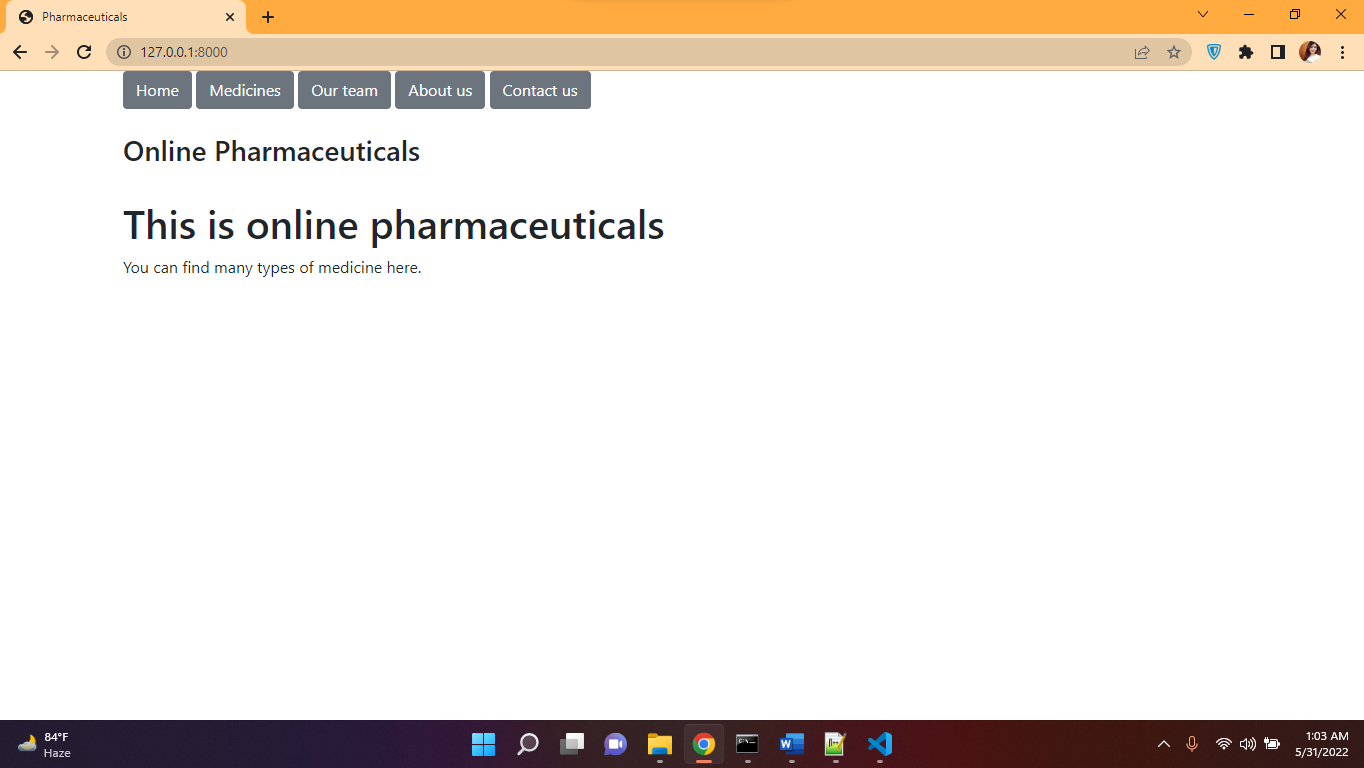 Pharmaceuticals
127.0.0.1:8000
Home Medicines Our team About us Contact us
Online Pharmaceuticals
This is online pharmaceuticals
You can find many types of medicine here.
84°F
Haze
1:03 AM
5/31/2022